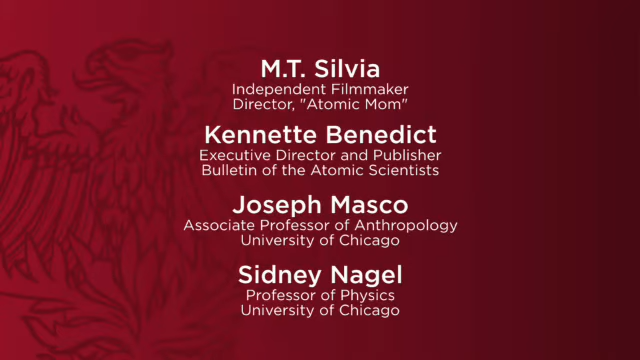 M.T. Silvia
Independent Filmmaker
Director, "Atomic Mom"
Kennette Benedict
Executive Director and Publisher
Bulletin of the Atomic Scientists
Joseph Masco
Associate Professor of Anthropology
University of Chicago
Sidney Nagel
Professor of Physics
University of Chicago